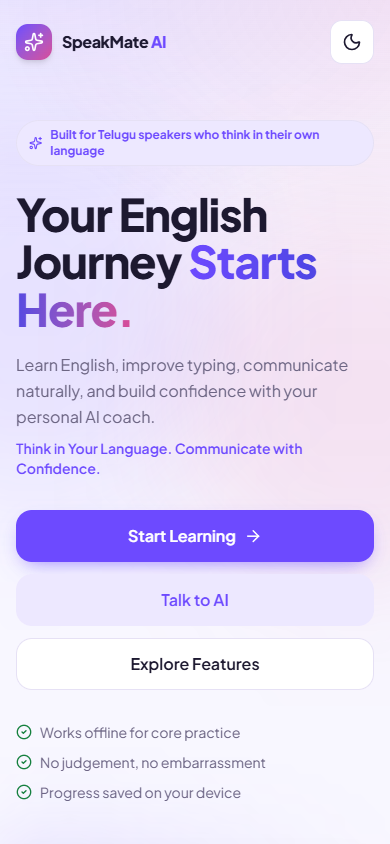 SpeakMate AI
Built for Telugu speakers who think in their own
language
Your English
Journey Starts
Here.
Learn English, improve typing, communicate
naturally, and build confidence with your
personal AI coach.
Think in Your Language. Communicate with
Confidence.
Start Learning →
Talk to AI
Explore Features
Works offline for core practice
No judgement, no embarrassment
Progress saved on your device